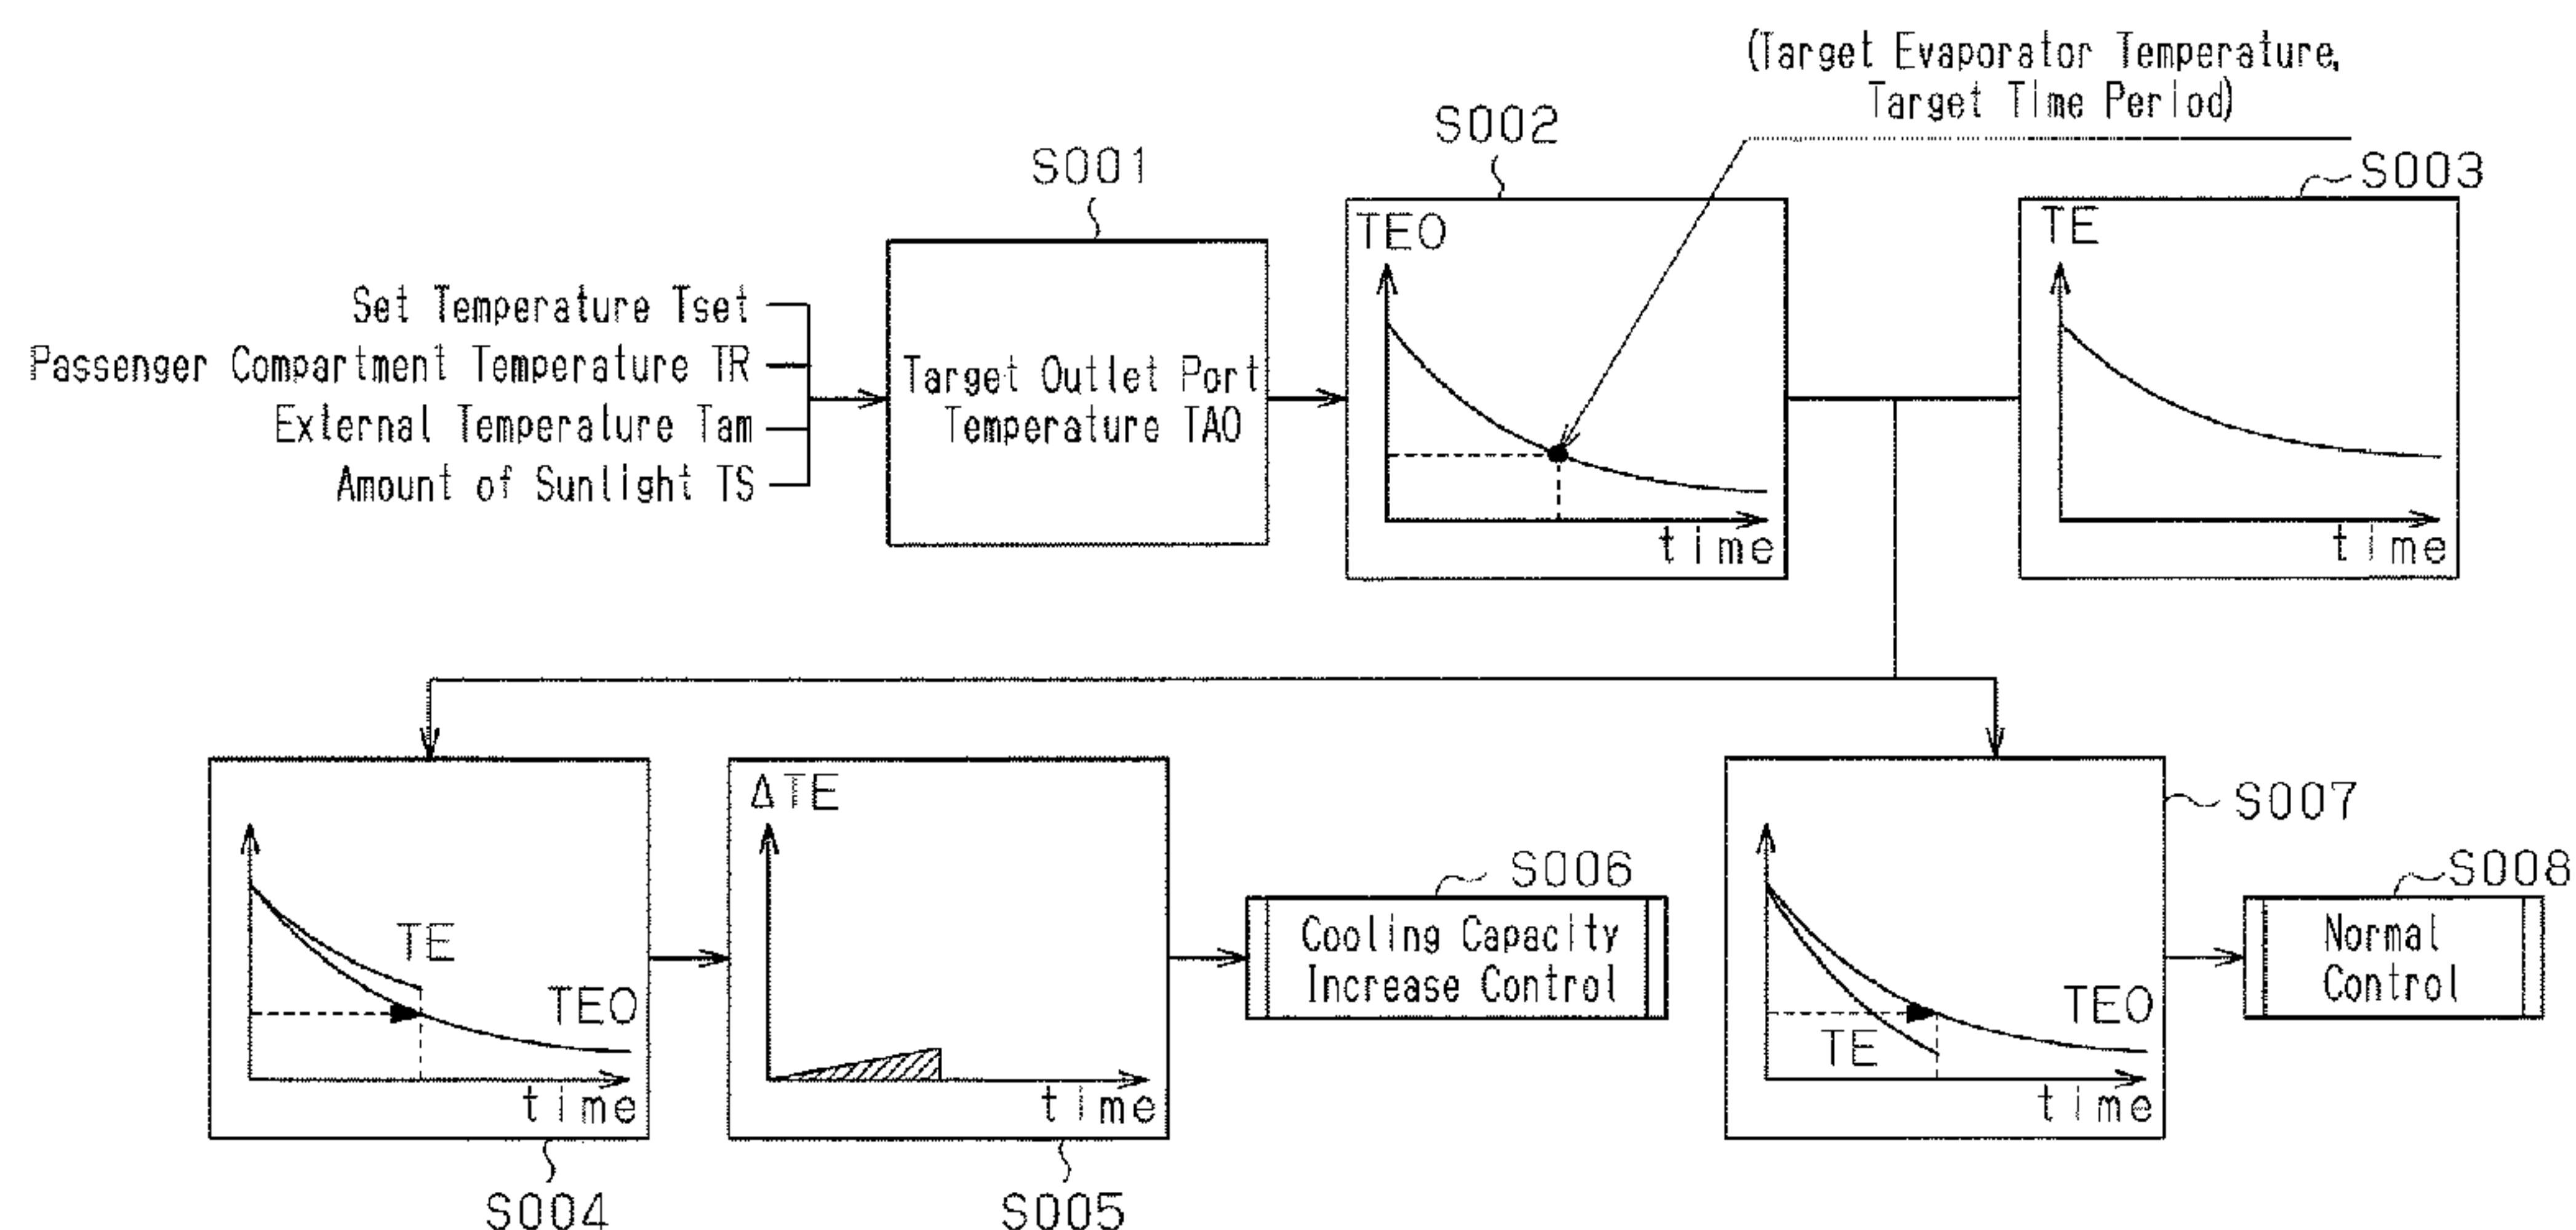 (Target Evaporator Temperature,
Target Time Period)
S001
S002
S003
Set Temperature Tset
Passenger Compartment Temperature TR
External Temperature Tam
Amount of Sunlight TS
Target Outlet Port
Temperature TAO
TEO
time
TE
time
TE
TEO
time
S004
ΔTE
time
S005
S006
Cooling Capacity
Increase Control
S007
TEO
TE
time
S008
Normal
Control